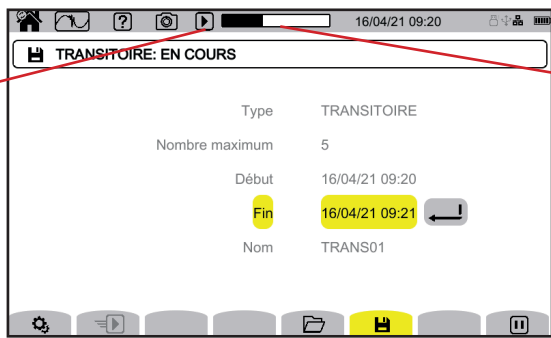 16/04/21 09:20
TRANSITOIRE: EN COURS
Type TRANSITOIRE
Nombre maximum 5
Début 16/04/21 09:20
Fin 16/04/21 09:21
Nom TRANS01